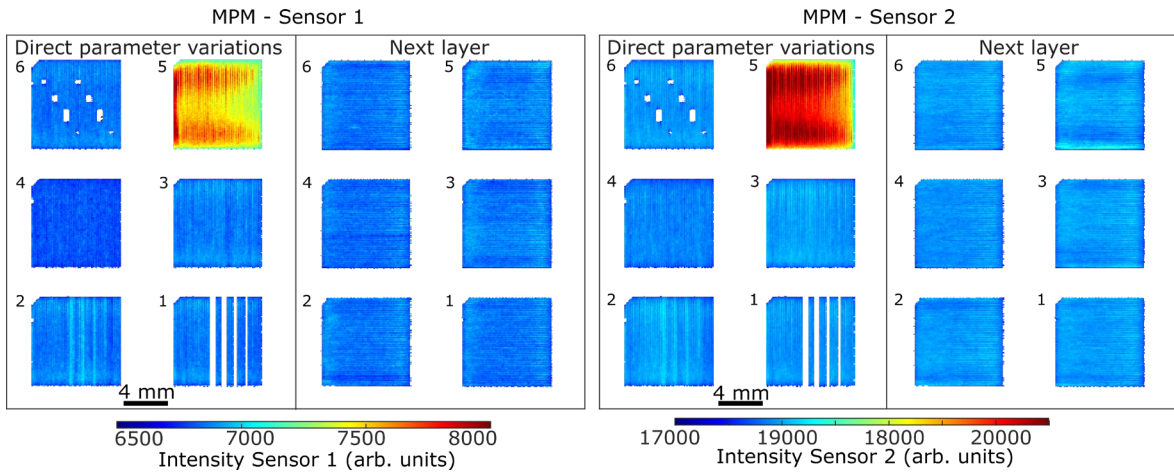 MPM - Sensor 1
MPM - Sensor 2
Direct parameter variations
Next layer
Direct parameter variations
Next layer
6 5 6 5 6 5 6 5
4 3 4 3 4 3 4 3
2 1 2 1 2 1 2 1
4 mm
4 mm
6500 7000 7500 8000
17000 19000 18000 20000
Intensity Sensor 1 (arb. units)
Intensity Sensor 2 (arb. units)